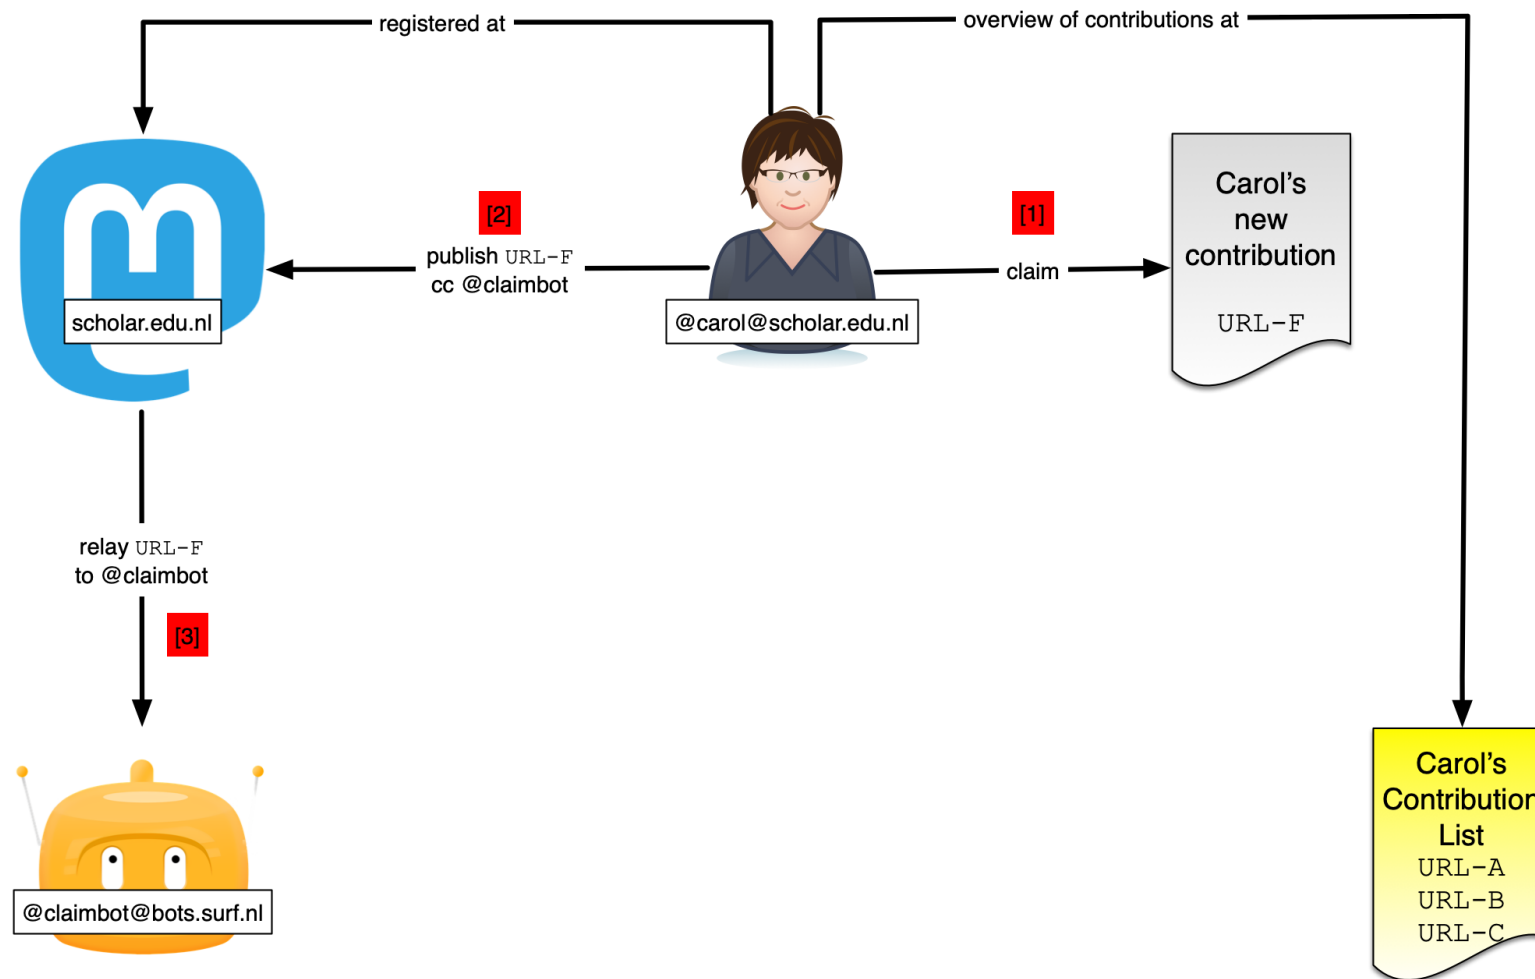 registered at
overview of contributions at
[2]
publish URL-F
cc @claimbot
[1]
claim
Carol's
new
contribution
URL-F
scholar.edu.nl
@carol@scholar.edu.nl
relay URL-F
to @claimbot
[3]
@claimbot@bots.surf.nl
Carol's
Contribution
List
URL-A
URL-B
URL-C